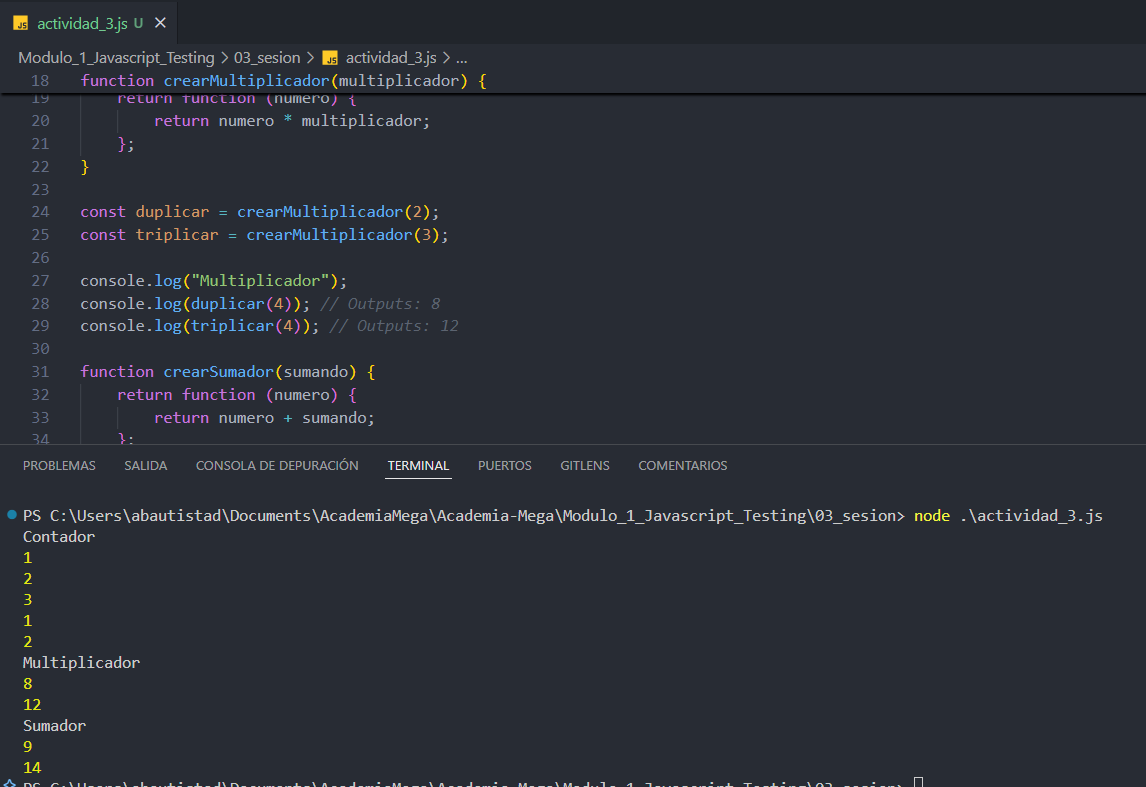 JS actividad_3.js U ×
Modulo_1_Javascript_Testing > 03_sesion > JS actividad_3.js > ...
18 function crearMultiplicador(multiplicador) {
19 return function (numero) {
20 return numero * multiplicador;
21 };
22 }
23
24 const duplicar = crearMultiplicador(2);
25 const triplicar = crearMultiplicador(3);
26
27 console.log("Multiplicador");
28 console.log(duplicar(4)); // Outputs: 8
29 console.log(triplicar(4)); // Outputs: 12
30
31 function crearSumador(sumando) {
32 return function (numero) {
33 return numero + sumando;
34 };
PROBLEMAS SALIDA CONSOLA DE DEPURACIÓN TERMINAL PUERTOS GITLENS COMENTARIOS
PS C:\Users\abautistad\Documents\AcademiaMega\Academia-Mega\Modulo_1_Javascript_Testing\03_sesion> node .\actividad_3.js
Contador
1
2
3
1
2
Multiplicador
8
12
Sumador
9
14
PS C:\Users\abautistad\Documents\AcademiaMega\Academia-Mega\Modulo_1_Javascript_Testing\03_sesion>